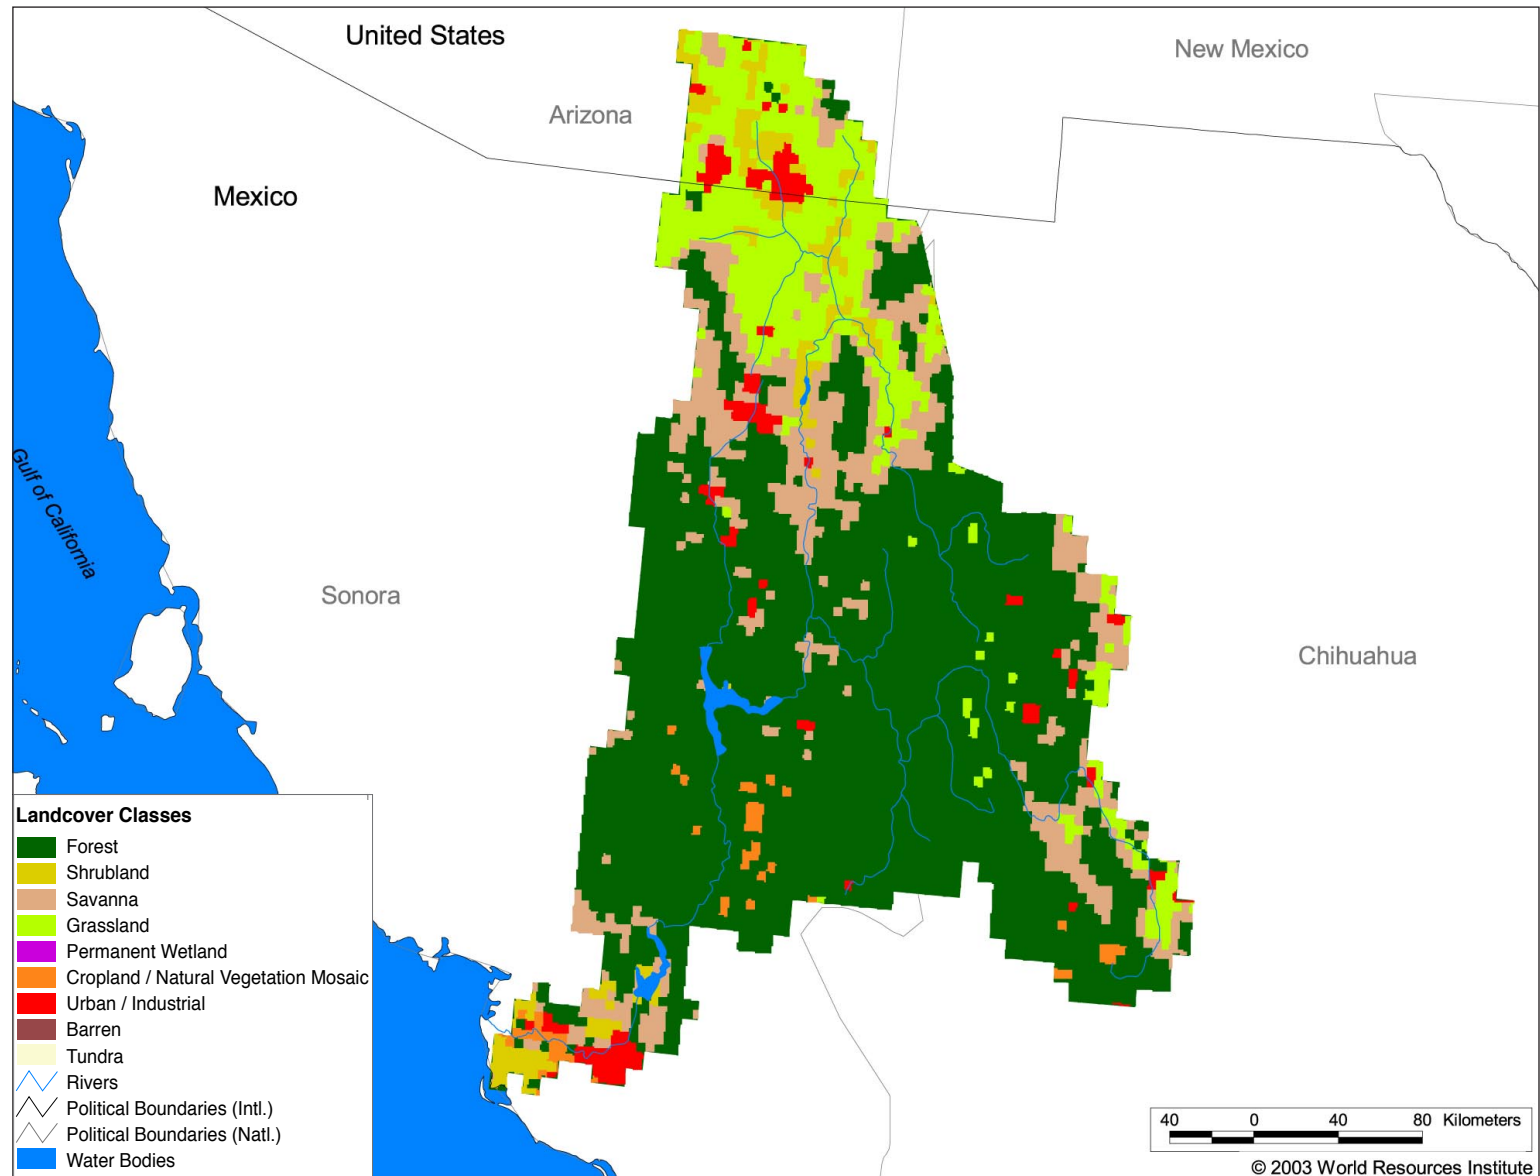 United States
New Mexico
Arizona
Mexico
Gulf of California
Sonora
Chihuahua
Landcover Classes
Forest
Shrubland
Savanna
Grassland
Permanent Wetland
Cropland / Natural Vegetation Mosaic
Urban / Industrial
Barren
Tundra
Rivers
Political Boundaries (Intl.)
Political Boundaries (Natl.)
Water Bodies
40 0 40 80 Kilometers
© 2003 World Resources Institute